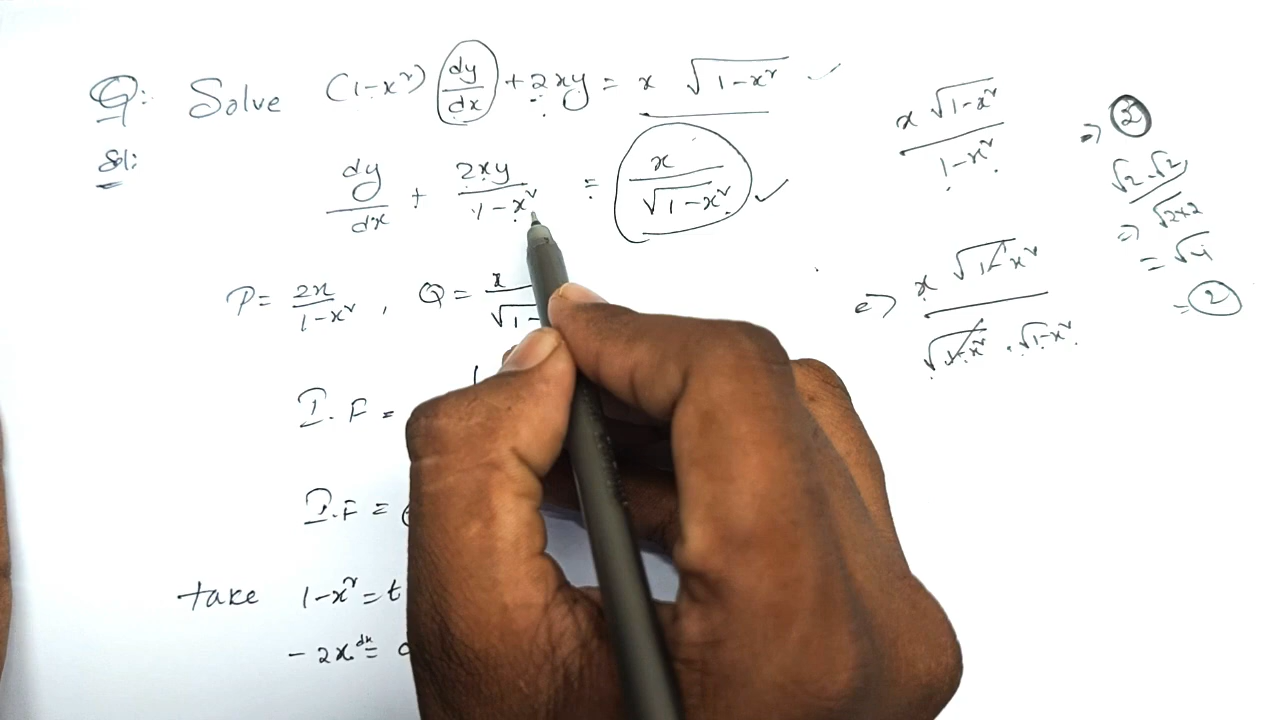 Q: Solve (1-x²) dy/dx + 2xy = x √1-x²
Sol: dy/dx + 2xy/1-x² = x/√1-x²
P = 2x/1-x² , Q = x/√1-
I.F =
I.F =
take 1-x² = t
-2x dx =
x √1-x² / 1-x²
=> x √1-x² / √1-x² . √1-x²
=> 2
√2.√2
=> √2×2
= √4
= 2